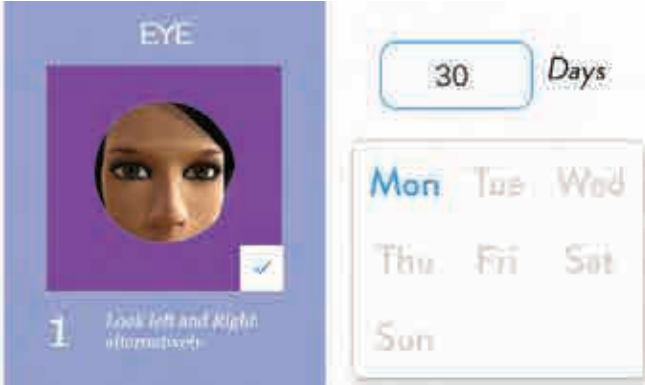 EYE
1
Look left and Right
alternatively
30 Days
Mon Tue Wed
Thu Fri Sat
Sun